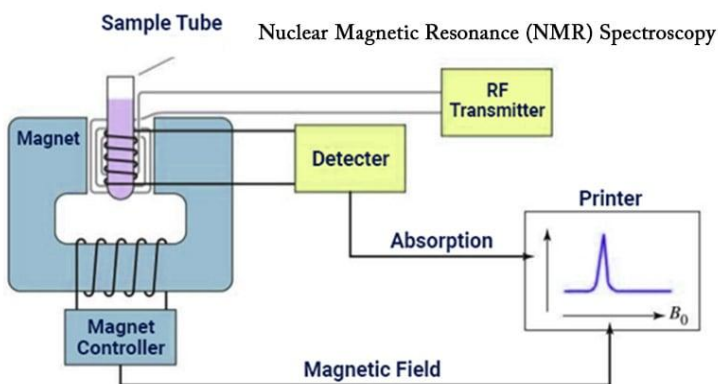 Sample Tube
Nuclear Magnetic Resonance (NMR) Spectroscopy
RF
Transmitter
Magnet
Detecter
Printer
Absorption
B0
Magnet
Controller
Magnetic Field